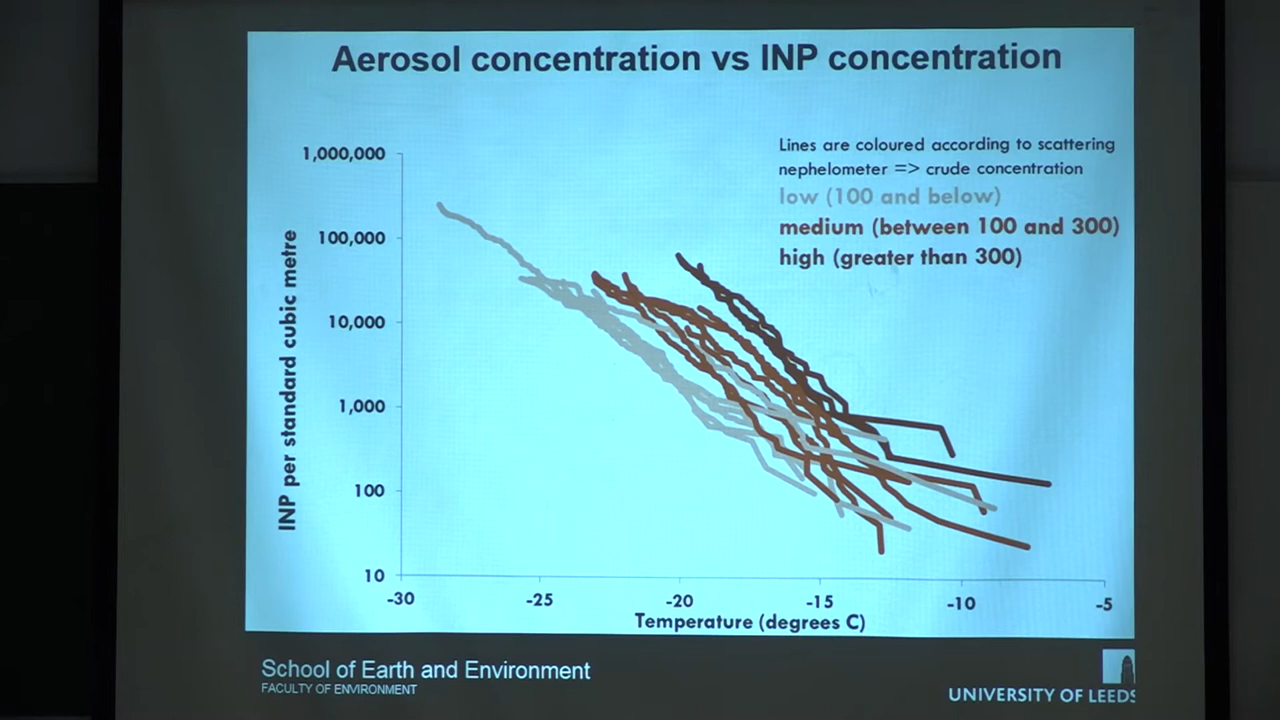 Aerosol concentration vs INP concentration
Lines are coloured according to scattering
nephelometer => crude concentration
low (100 and below)
medium (between 100 and 300)
high (greater than 300)
1,000,000
100,000
10,000
1,000
100
10
INP per standard cubic metre
-30
-25
-20
-15
-10
-5
Temperature (degrees C)
School of Earth and Environment
FACULTY OF ENVIRONMENT
UNIVERSITY OF LEEDS